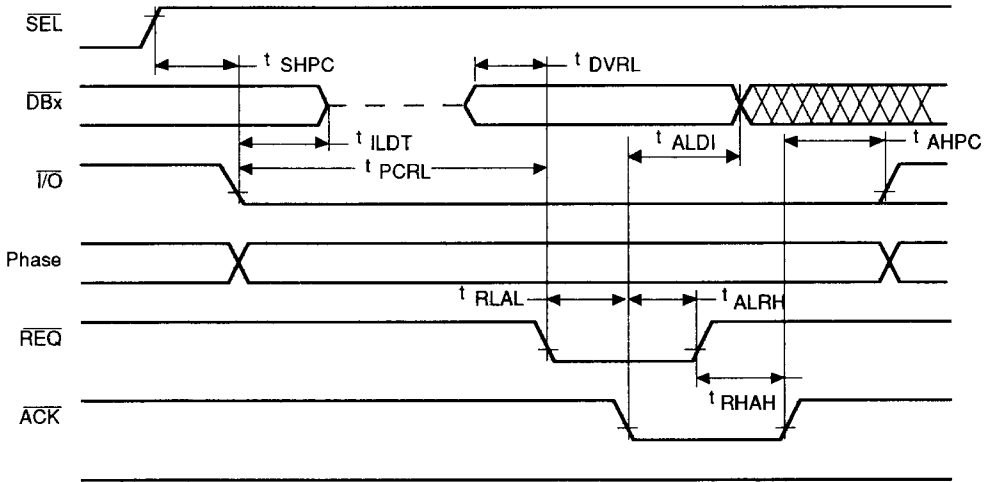 SEL
t SHPC
t DVRL
DBx
t ILDT
t ALDI
t AHPC
t PCRL
I/O
Phase
t RLAL
t ALRH
REQ
t RHAH
ACK